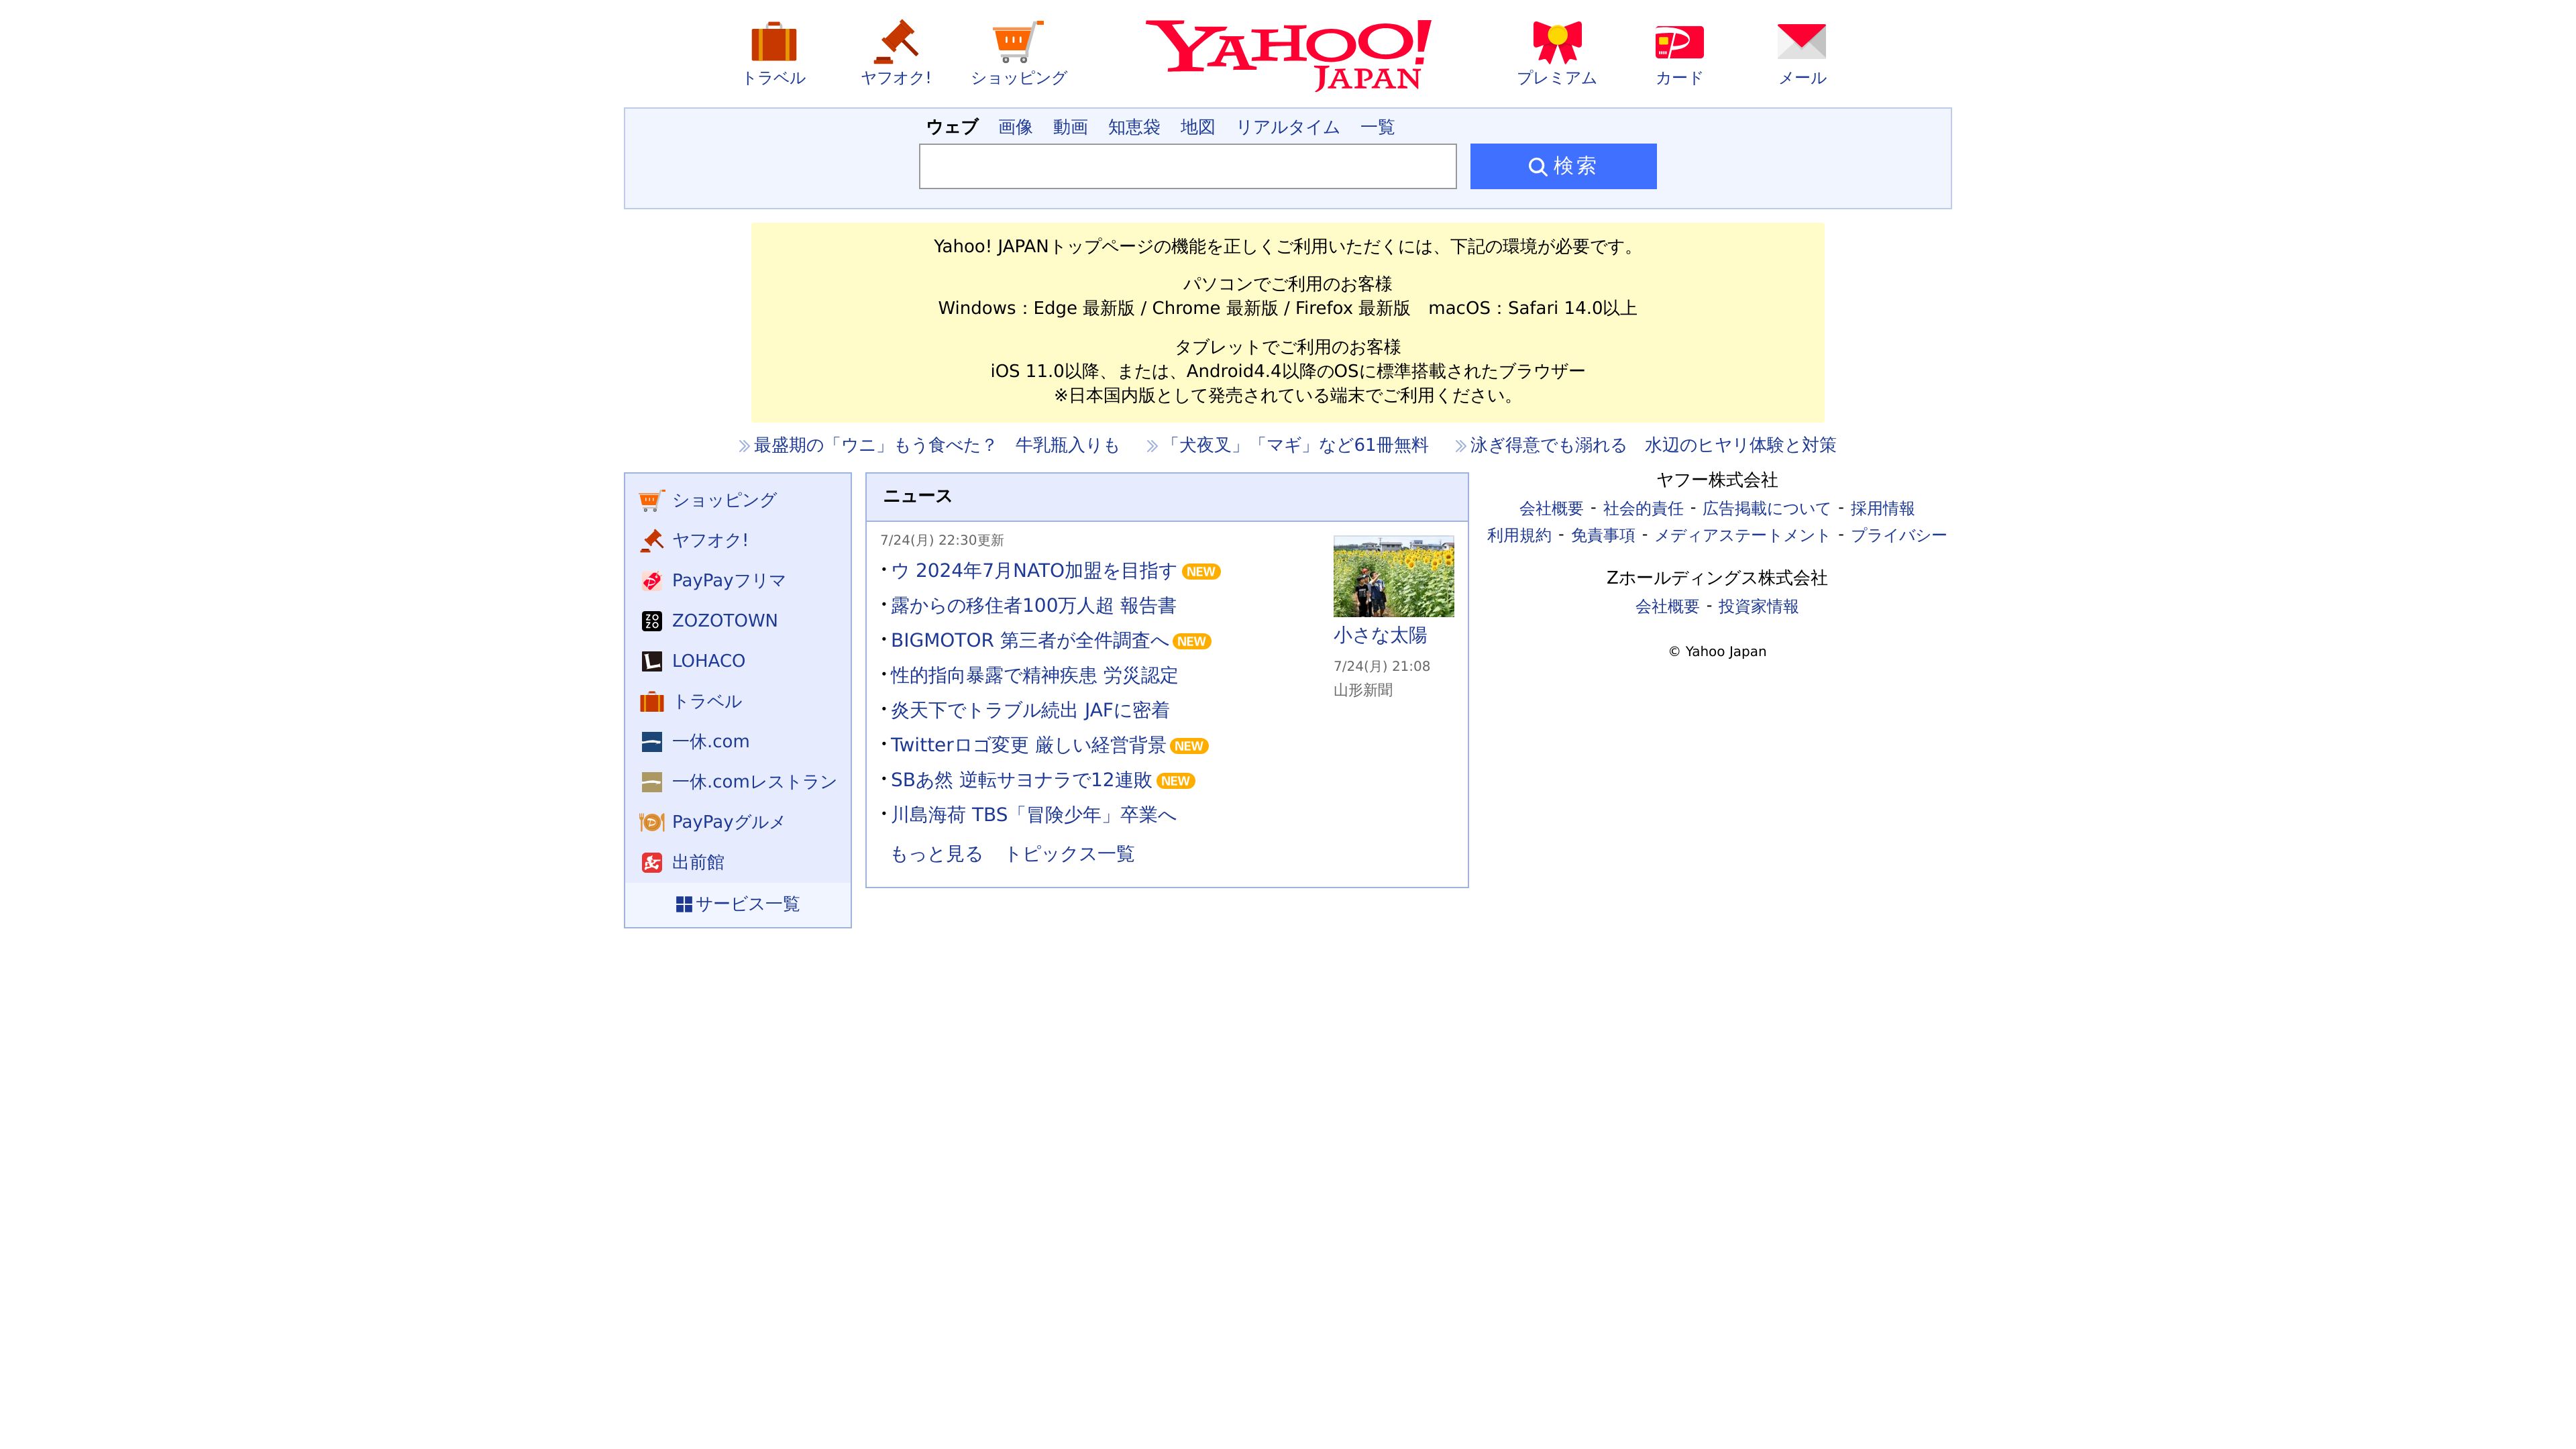 トラベル ヤフオク! ショッピング YAHOO! JAPAN プレミアム カード メール
ウェブ 画像 動画 知恵袋 地図 リアルタイム 一覧
検索
Yahoo! JAPANトップページの機能を正しくご利用いただくには、下記の環境が必要です。
パソコンでご利用のお客様
Windows：Edge 最新版 / Chrome 最新版 / Firefox 最新版　macOS：Safari 14.0以上
タブレットでご利用のお客様
iOS 11.0以降、または、Android4.4以降のOSに標準搭載されたブラウザー
※日本国内版として発売されている端末でご利用ください。
最盛期の「ウニ」もう食べた？　牛乳瓶入りも 「犬夜叉」「マギ」など61冊無料 泳ぎ得意でも溺れる　水辺のヒヤリ体験と対策
ショッピング
ヤフオク!
PayPayフリマ
ZOZOTOWN
LOHACO
トラベル
一休.com
一休.comレストラン
PayPayグルメ
出前館
サービス一覧
ニュース
7/24(月) 22:30更新
・ウ 2024年7月NATO加盟を目指す NEW
・露からの移住者100万人超 報告書
・BIGMOTOR 第三者が全件調査へ NEW
・性的指向暴露で精神疾患 労災認定
・炎天下でトラブル続出 JAFに密着
・Twitterロゴ変更 厳しい経営背景 NEW
・SBあ然 逆転サヨナラで12連敗 NEW
・川島海荷 TBS「冒険少年」卒業へ
もっと見る トピックス一覧
小さな太陽
7/24(月) 21:08
山形新聞
ヤフー株式会社
会社概要 - 社会的責任 - 広告掲載について - 採用情報
利用規約 - 免責事項 - メディアステートメント - プライバシー
Zホールディングス株式会社
会社概要 - 投資家情報
© Yahoo Japan